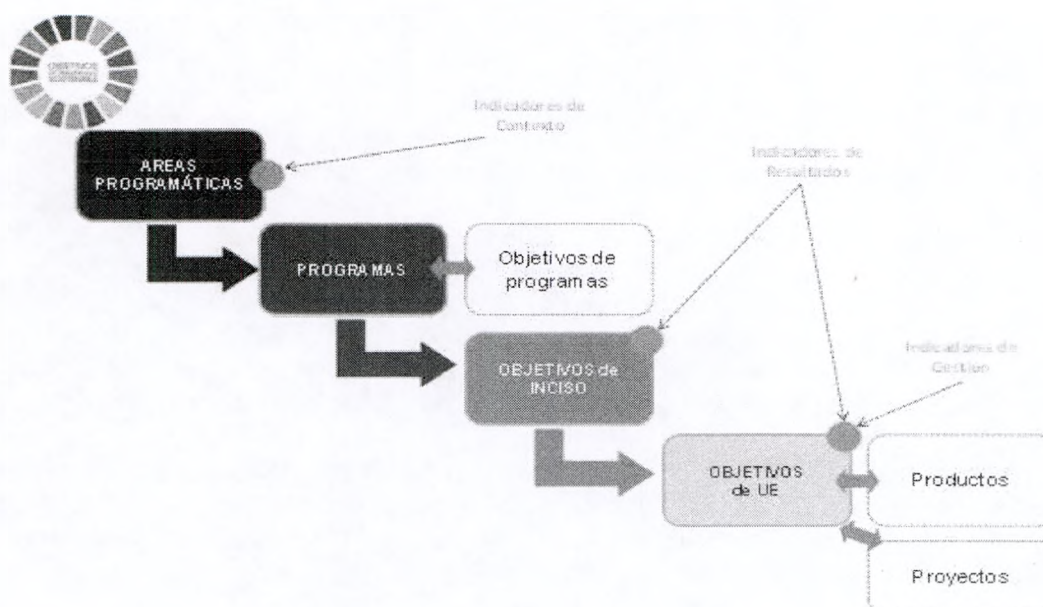 OBJETIVOS
Indicadores de
Contexto
AREAS
PROGRAMÁTICAS
Indicadores de
Resultados
PROGRAMAS
Objetivos de
programas
OBJETIVOS de
INCISO
Indicadores de
Gestion
OBJETIVOS
de UE
Productos
Proyectos